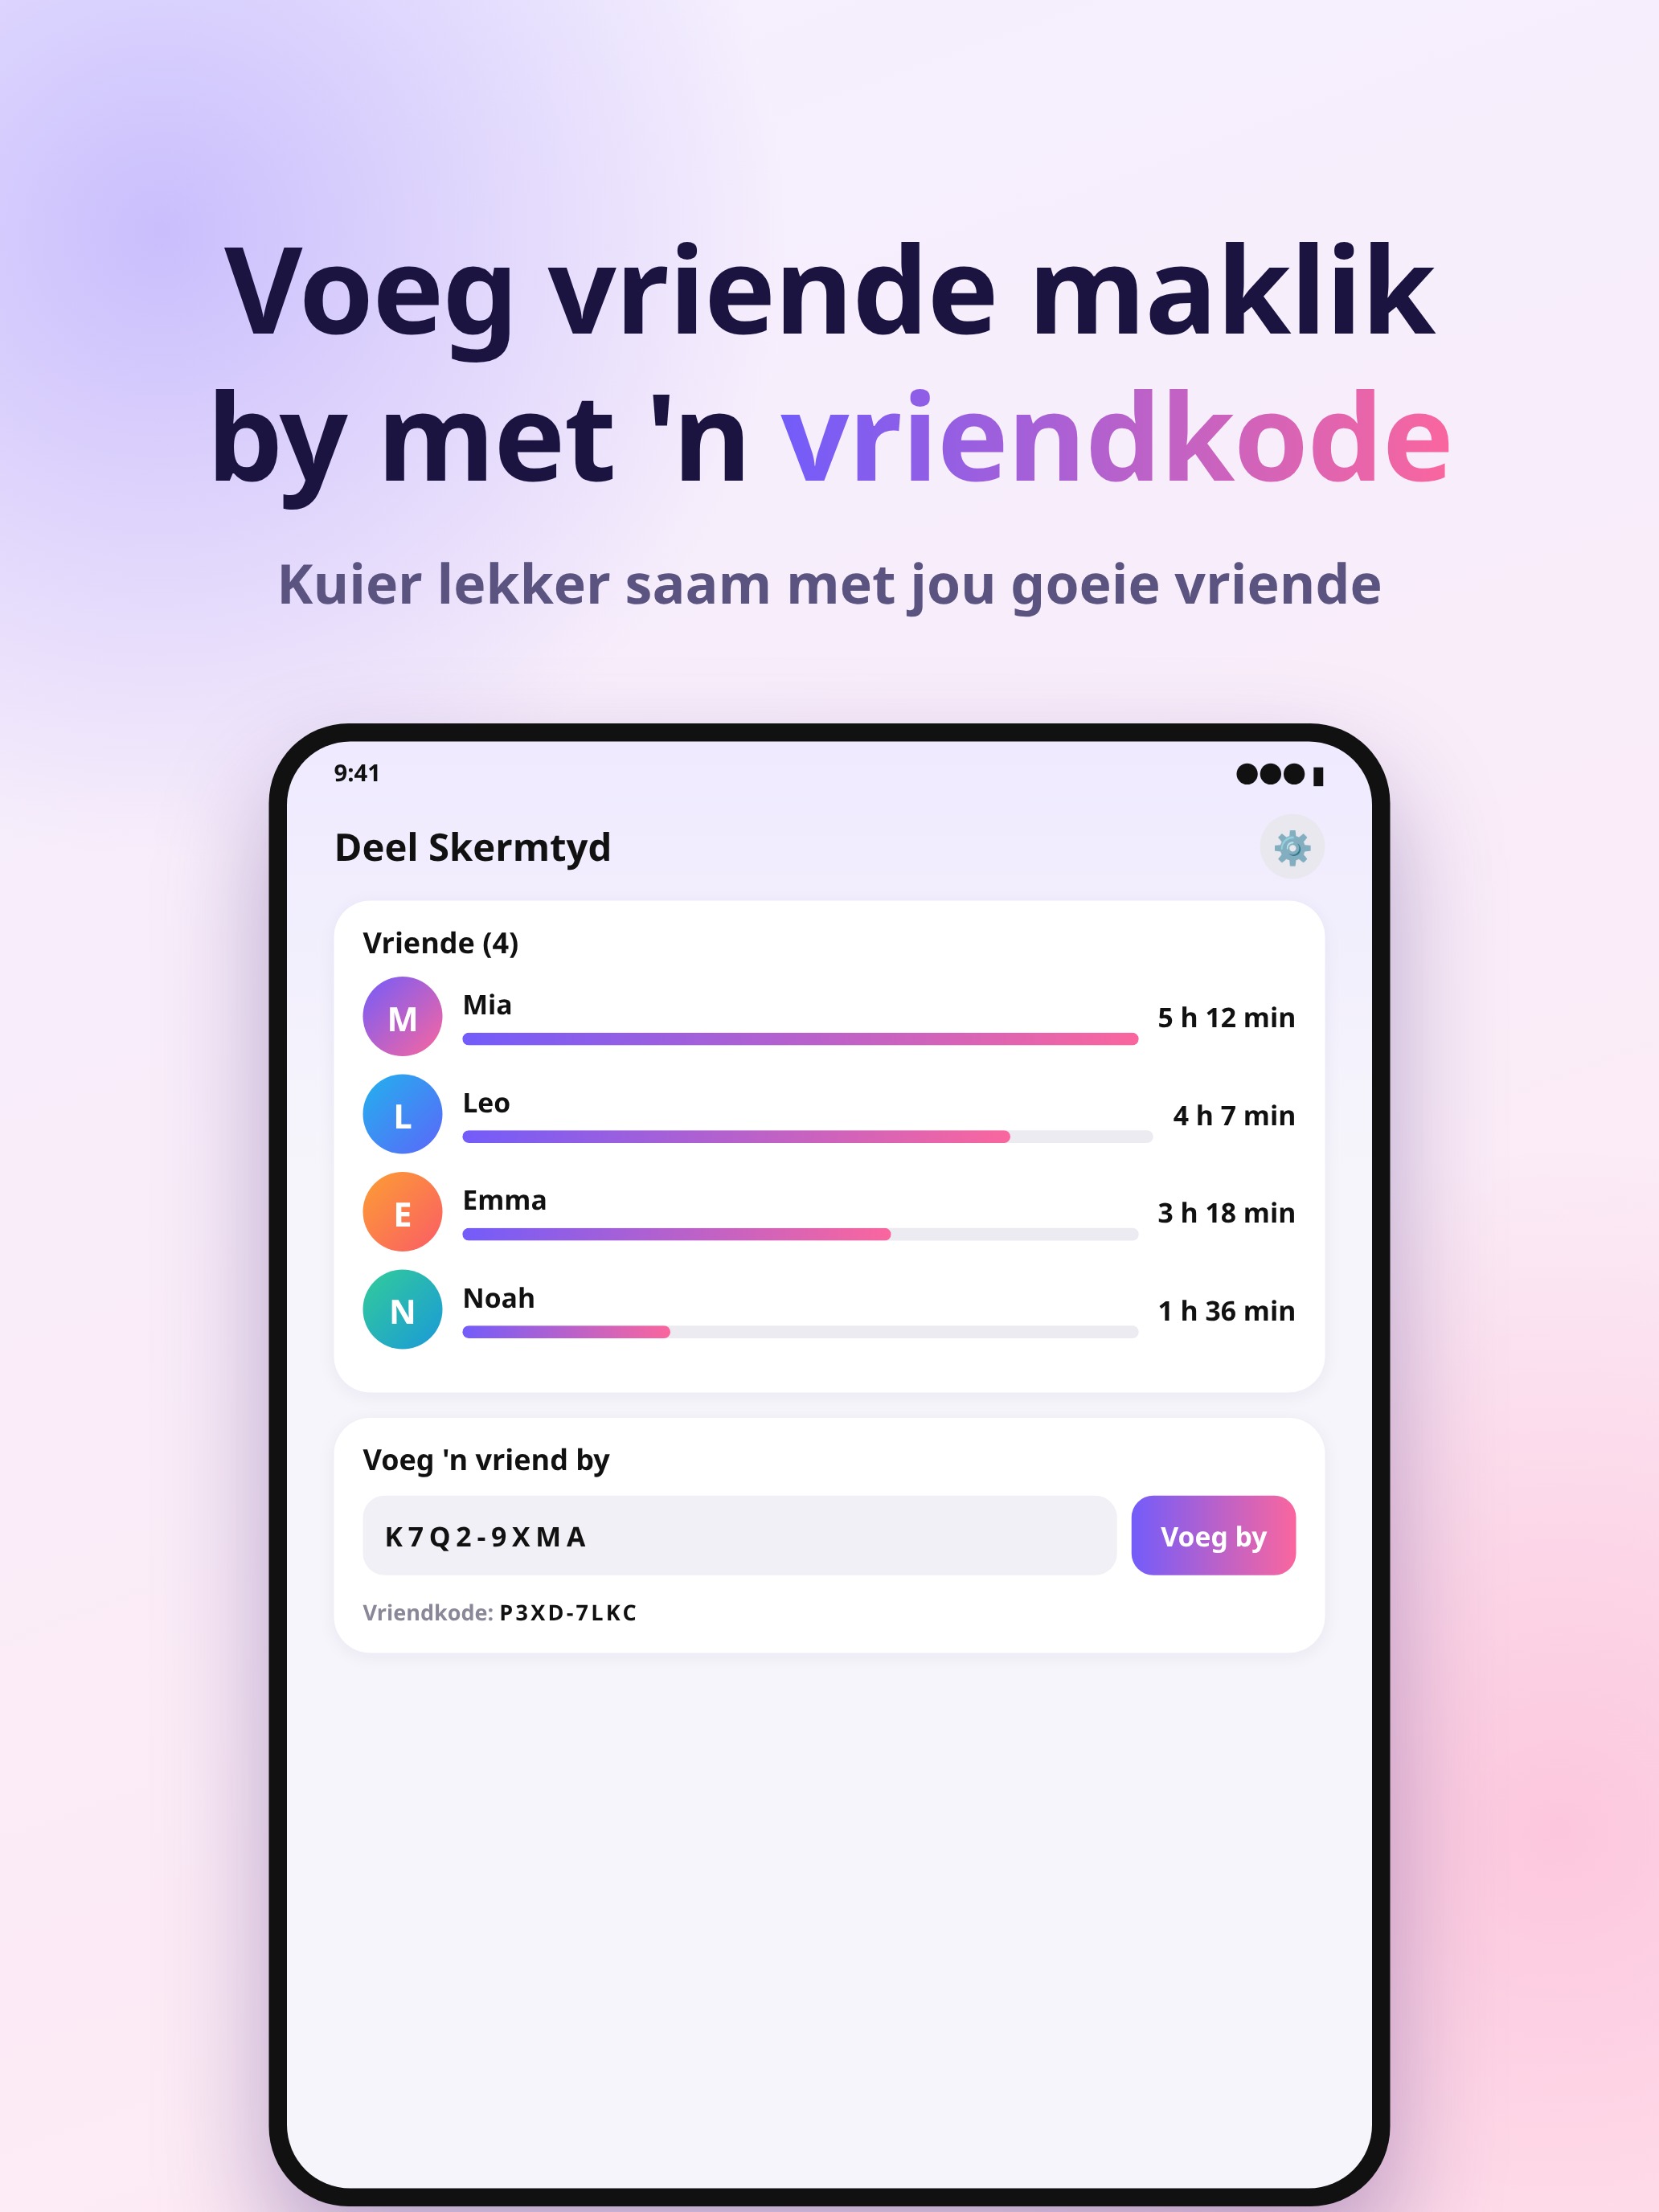 Voeg vriende maklik
by met 'n vriendkode
Kuier lekker saam met jou goeie vriende
9:41
Deel Skermtyd
Vriende (4)
M
Mia
5 h 12 min
L
Leo
4 h 7 min
E
Emma
3 h 18 min
N
Noah
1 h 36 min
Voeg 'n vriend by
K7Q2-9XMA
Voeg by
Vriendkode: P3XD-7LKC